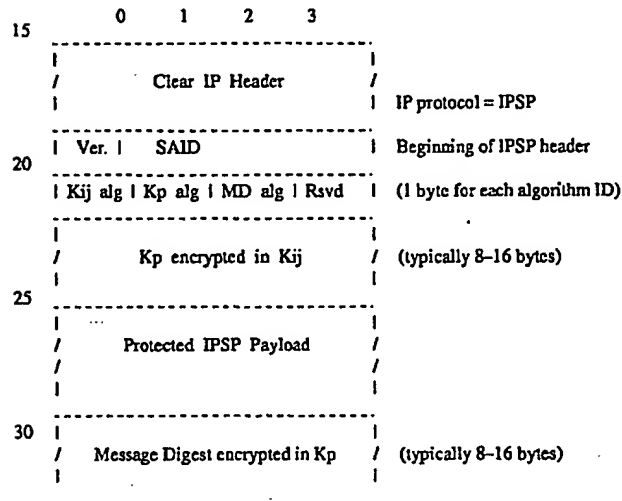 0 1 2 3
15
Clear IP Header
IP protocol = IPSP
Ver. | SAID Beginning of IPSP header
20
| Kij alg | Kp alg | MD alg | Rsvd | (1 byte for each algorithm ID)
Kp encrypted in Kij (typically 8–16 bytes)
25
Protected IPSP Payload
30
Message Digest encrypted in Kp (typically 8–16 bytes)